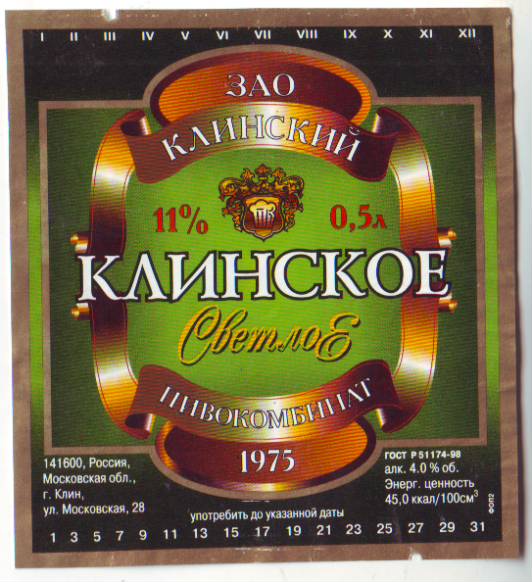 I II III IV V VI VII VIII IX X XI XII
ЗАО
КЛИНСКИЙ
ПК
11% 0,5л
КЛИНСКОЕ
Светлое
ПИВОКОМБИНАТ
1975
141600, Россия,
Московская обл.,
г. Клин,
ул. Московская, 28
ГОСТ Р 51174-98
алк. 4.0 % об.
Энерг. ценность
45,0 ккал/100см³
ФОП2
употребить до указанной даты
1 3 5 7 9 11 13 15 17 19 21 23 25 27 29 31